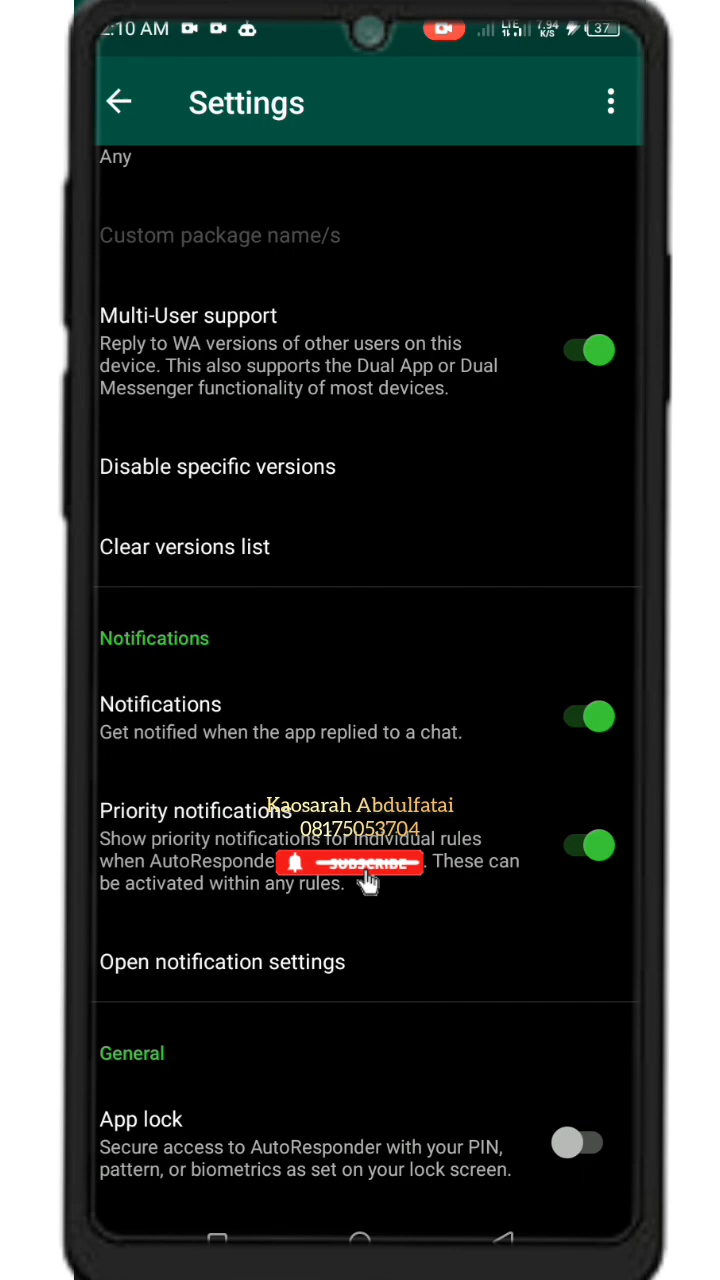 2:10 AM LTE 7.94 K/S 37
Settings
Any
Custom package name/s
Multi-User support
Reply to WA versions of other users on this
device. This also supports the Dual App or Dual
Messenger functionality of most devices.
Disable specific versions
Clear versions list
Notifications
Notifications
Get notified when the app replied to a chat.
Priority notifications
Kaosarah Abdulfatai
08175053704
Show priority notifications for individual rules
when AutoResponde . These can
SUBSCRIBE
be activated within any rules.
Open notification settings
General
App lock
Secure access to AutoResponder with your PIN,
pattern, or biometrics as set on your lock screen.